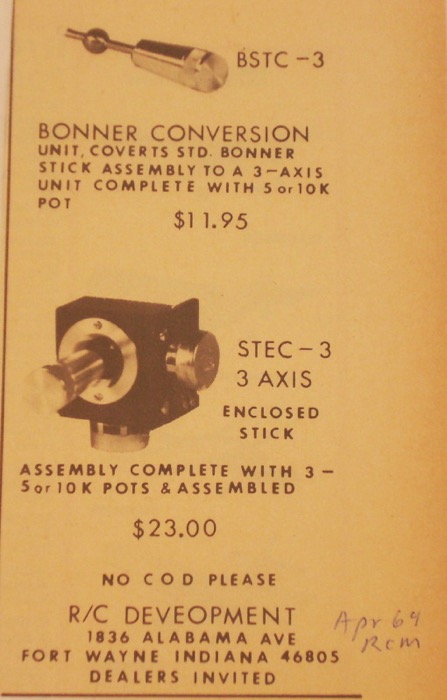 BSTC-3
BONNER CONVERSION
UNIT, COVERTS STD. BONNER
STICK ASSEMBLY TO A 3-AXIS
UNIT COMPLETE WITH 5 or 10K
POT
$11.95
STEC-3
3 AXIS
ENCLOSED
STICK
ASSEMBLY COMPLETE WITH 3-
5 or 10K POTS & ASSEMBLED
$23.00
NO COD PLEASE
R/C DEVEOPMENT
1836 ALABAMA AVE
FORT WAYNE INDIANA 46805
DEALERS INVITED
Apr 69
RCM